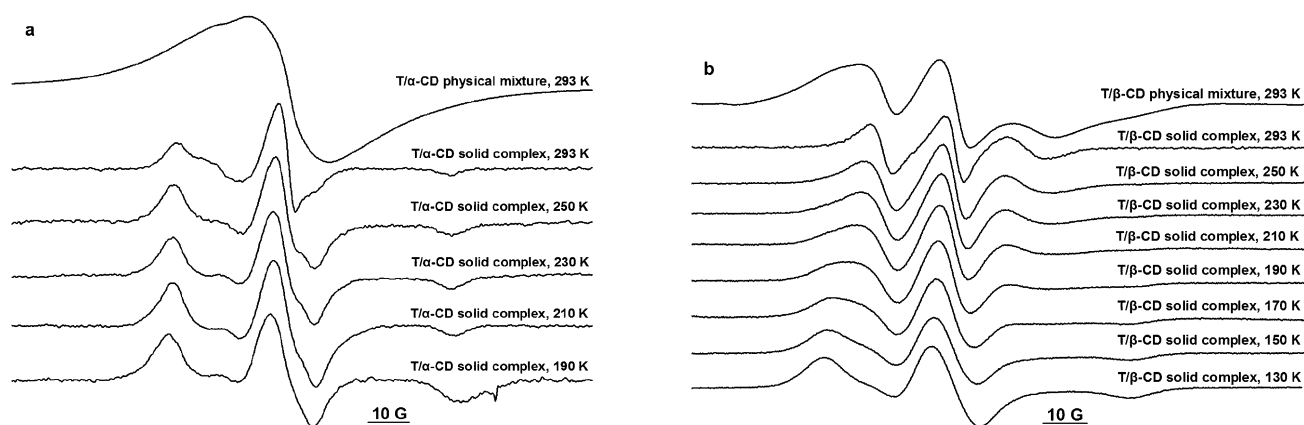 a
T/α-CD physical mixture, 293 K
T/α-CD solid complex, 293 K
T/α-CD solid complex, 250 K
T/α-CD solid complex, 230 K
T/α-CD solid complex, 210 K
T/α-CD solid complex, 190 K
10 G
b
T/β-CD physical mixture, 293 K
T/β-CD solid complex, 293 K
T/β-CD solid complex, 250 K
T/β-CD solid complex, 230 K
T/β-CD solid complex, 210 K
T/β-CD solid complex, 190 K
T/β-CD solid complex, 170 K
T/β-CD solid complex, 150 K
T/β-CD solid complex, 130 K
10 G